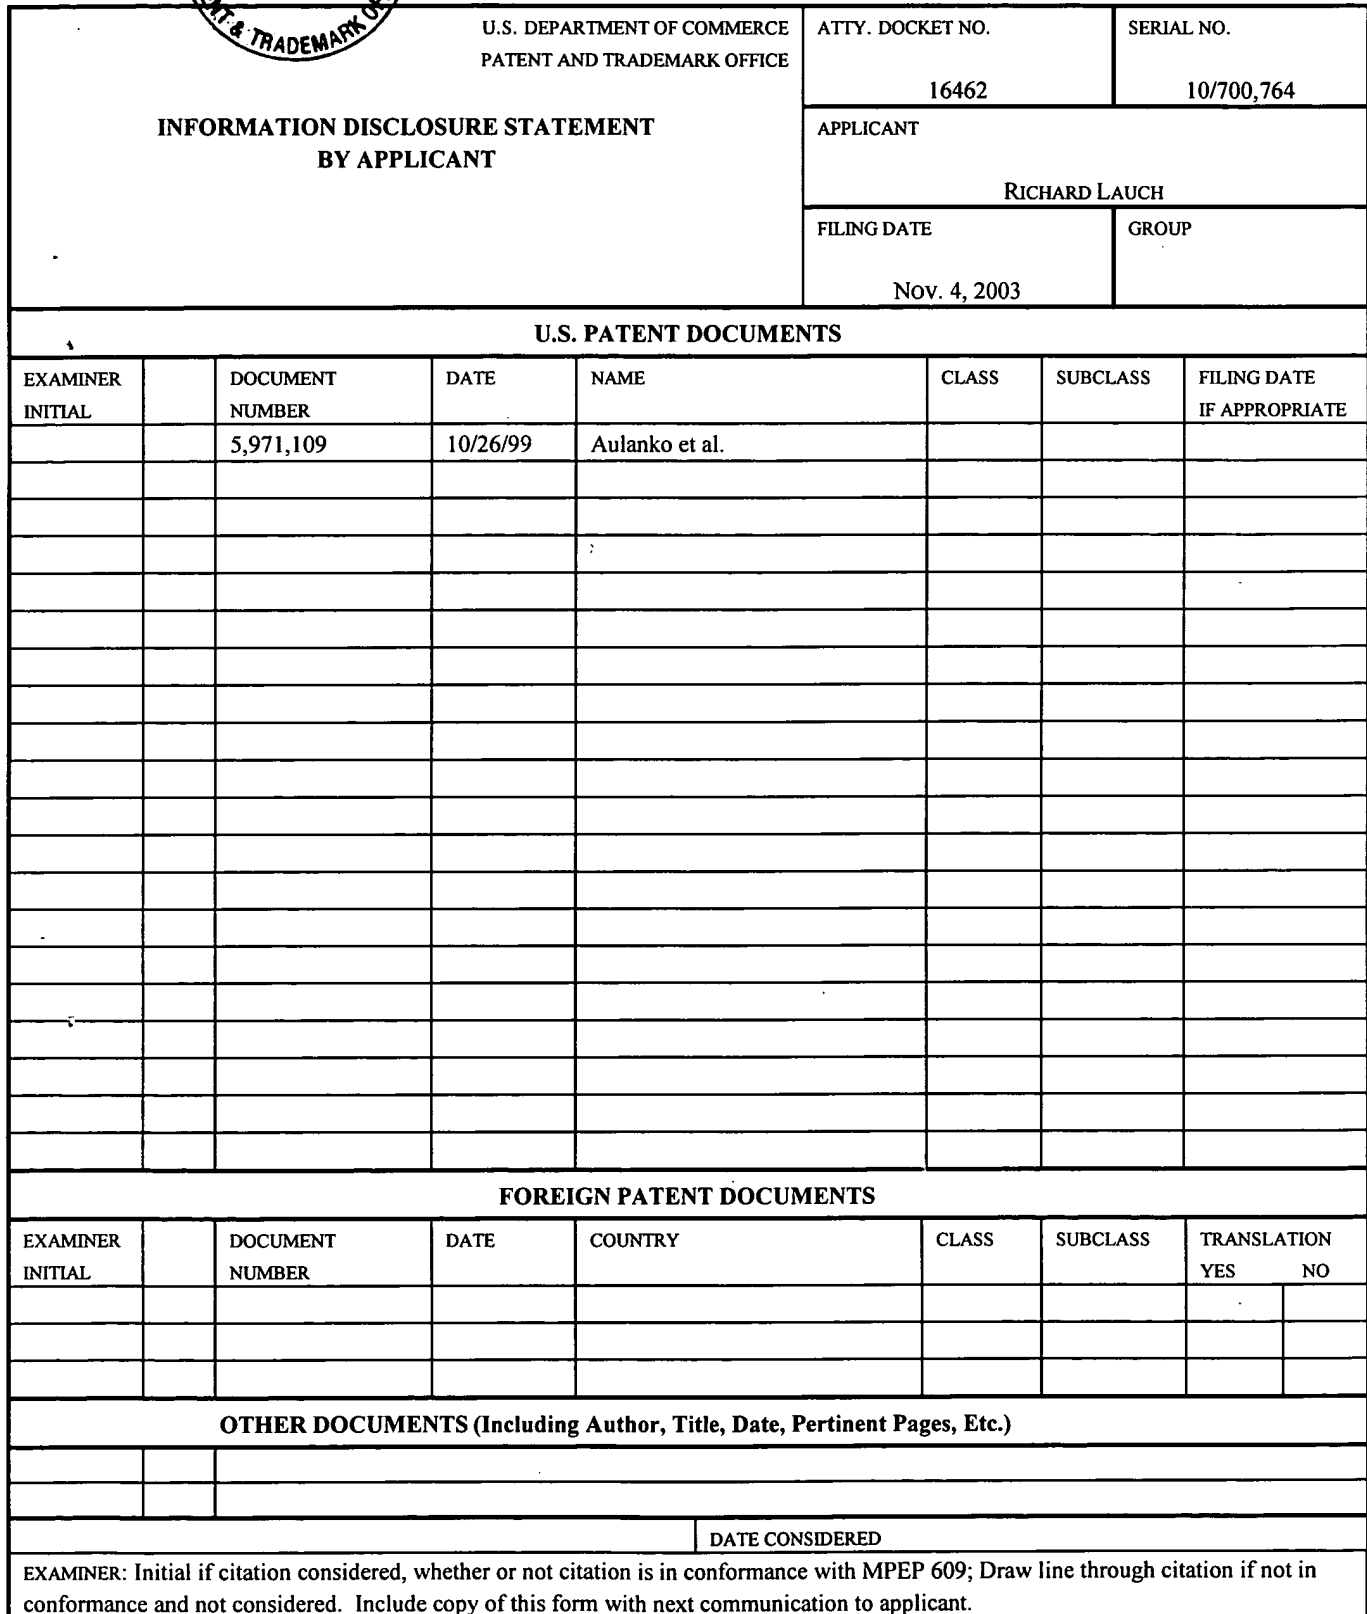 & TRADEMARK
U.S. DEPARTMENT OF COMMERCE
PATENT AND TRADEMARK OFFICE
INFORMATION DISCLOSURE STATEMENT
BY APPLICANT
ATTY. DOCKET NO.
16462
SERIAL NO.
10/700,764
APPLICANT
RICHARD LAUCH
FILING DATE
Nov. 4, 2003
GROUP
U.S. PATENT DOCUMENTS
EXAMINER INITIAL
DOCUMENT NUMBER
DATE
NAME
CLASS
SUBCLASS
FILING DATE IF APPROPRIATE
5,971,109
10/26/99
Aulanko et al.
FOREIGN PATENT DOCUMENTS
EXAMINER INITIAL
DOCUMENT NUMBER
DATE
COUNTRY
CLASS
SUBCLASS
TRANSLATION
YES NO
OTHER DOCUMENTS (Including Author, Title, Date, Pertinent Pages, Etc.)
DATE CONSIDERED
EXAMINER: Initial if citation considered, whether or not citation is in conformance with MPEP 609; Draw line through citation if not in
conformance and not considered. Include copy of this form with next communication to applicant.